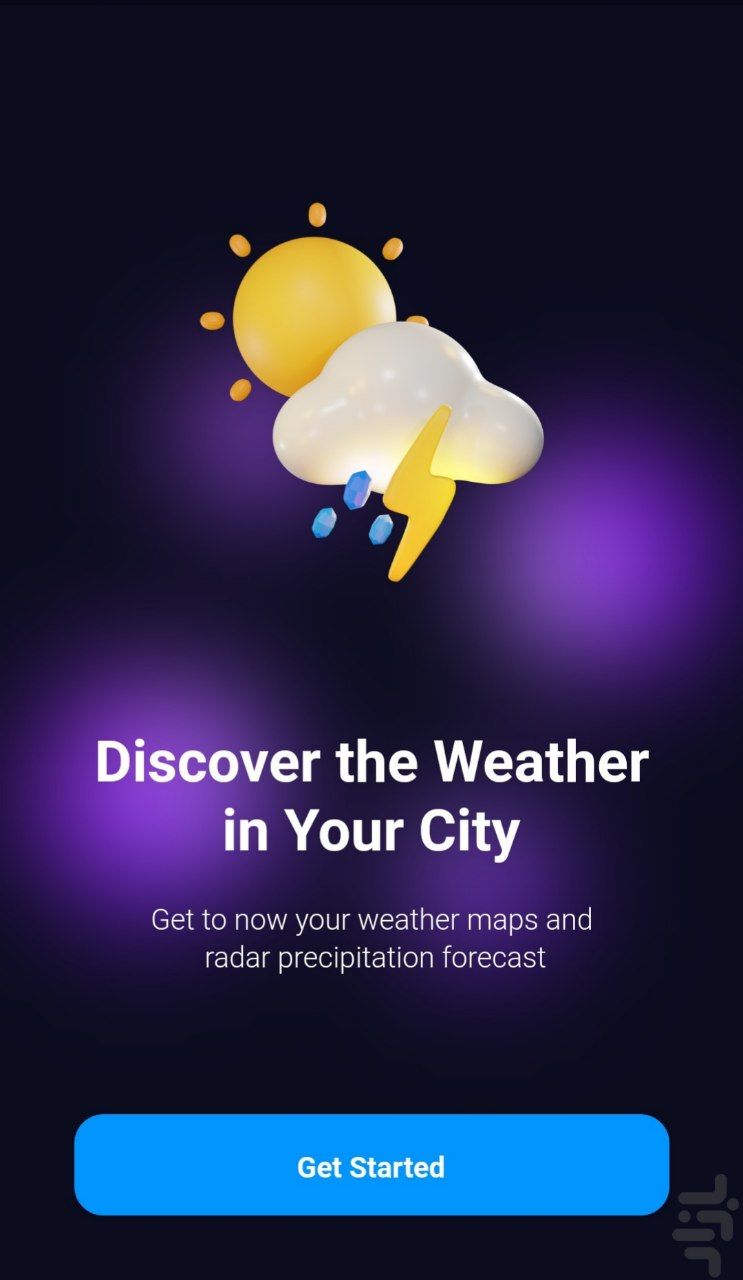 Discover the Weather
in Your City
Get to now your weather maps and
radar precipitation forecast
Get Started